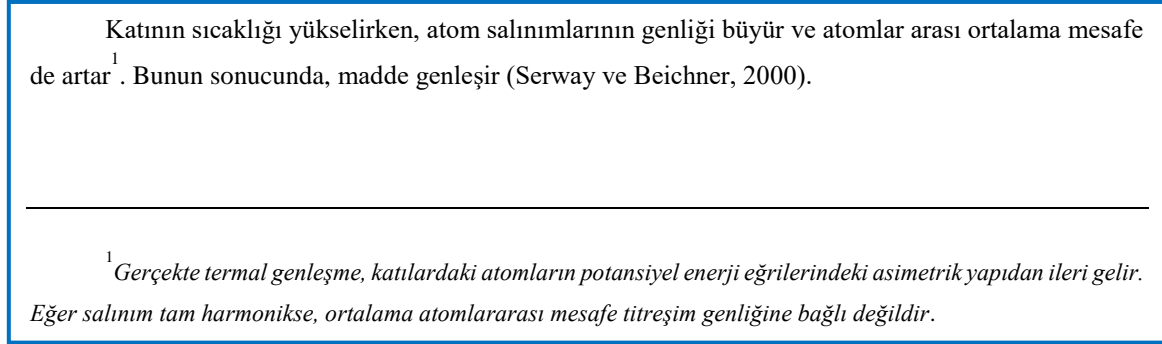 Katının sıcaklığı yükselirken, atom salınımlarının genliği büyür ve atomlar arası ortalama mesafe
de artar¹. Bunun sonucunda, madde genleşir (Serway ve Beichner, 2000).
¹Gerçekte termal genleşme, katılardaki atomların potansiyel enerji eğrilerindeki asimetrik yapıdan ileri gelir.
Eğer salınım tam harmonikse, ortalama atomlararası mesafe titreşim genliğine bağlı değildir.